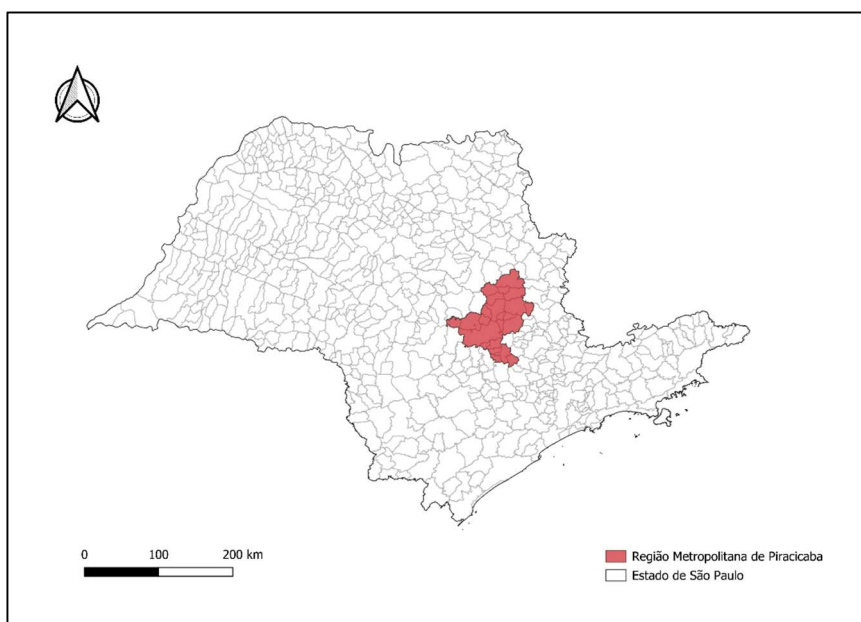 0 100 200 km
Região Metropolitana de Piracicaba
Estado de São Paulo